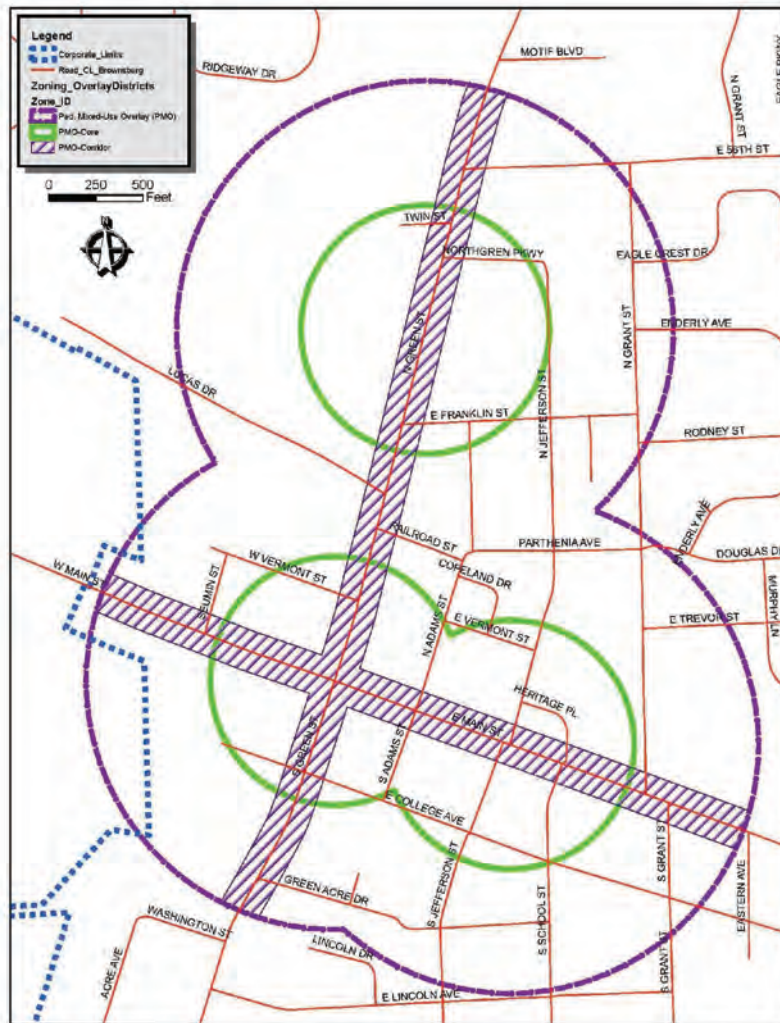 Legend
Corporate_Limits
Road_CL_Brownsburg
Zoning_OverlayDistricts
Zone_ID
Ped. Mixed-Use Overlay (PMO)
PMO-Core
PMO-Corridor
0 250 500
Feet
RIDGEWAY DR
MOTIF BLVD
N GRANT ST
E 56TH ST
TWIN ST
NORTHGREN PKWY
EAGLE CREST DR
N GREEN ST
N GRANT ST
ENDERLY AVE
LUCAS DR
N JEFFERSON ST
E FRANKLIN ST
RODNEY ST
RAILROAD ST
PARTHENIA AVE
ENDERLY AVE
DOUGLAS DR
W MAIN ST
W VERMONT ST
COPELAND DR
MURPHY LN
N ADAMS ST
E VERMONT ST
E TREVOR ST
HERITAGE PL
E MAIN ST
S GREEN ST
S ADAMS ST
E COLLEGE AVE
S GRANT ST
EASTERN AVE
GREEN ACRE DR
S JEFFERSON ST
S SCHOOL ST
WASHINGTON ST
LINCOLN DR
S GRANT ST
ACRE AVE
E LINCOLN AVE